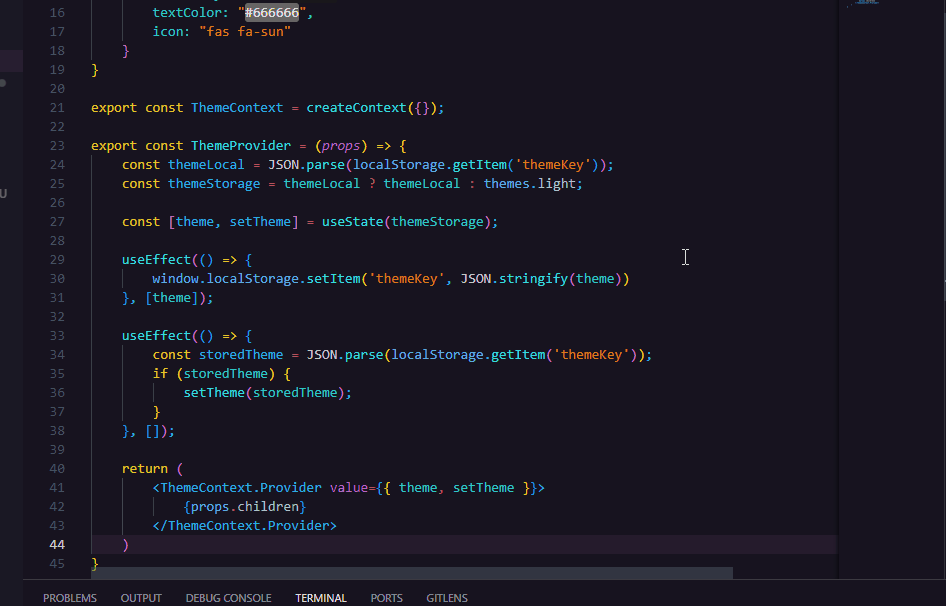 16 textColor: "#666666",
17 icon: "fas fa-sun"
18 }
19 }
20
21 export const ThemeContext = createContext({});
22
23 export const ThemeProvider = (props) => {
24 const themeLocal = JSON.parse(localStorage.getItem('themeKey'));
25 const themeStorage = themeLocal ? themeLocal : themes.light;
26
27 const [theme, setTheme] = useState(themeStorage);
28
29 useEffect(() => {
30 window.localStorage.setItem('themeKey', JSON.stringify(theme))
31 }, [theme]);
32
33 useEffect(() => {
34 const storedTheme = JSON.parse(localStorage.getItem('themeKey'));
35 if (storedTheme) {
36 setTheme(storedTheme);
37 }
38 }, []);
39
40 return (
41 <ThemeContext.Provider value={{ theme, setTheme }}>
42 {props.children}
43 </ThemeContext.Provider>
44 )
45 }
U
PROBLEMS OUTPUT DEBUG CONSOLE TERMINAL PORTS GITLENS